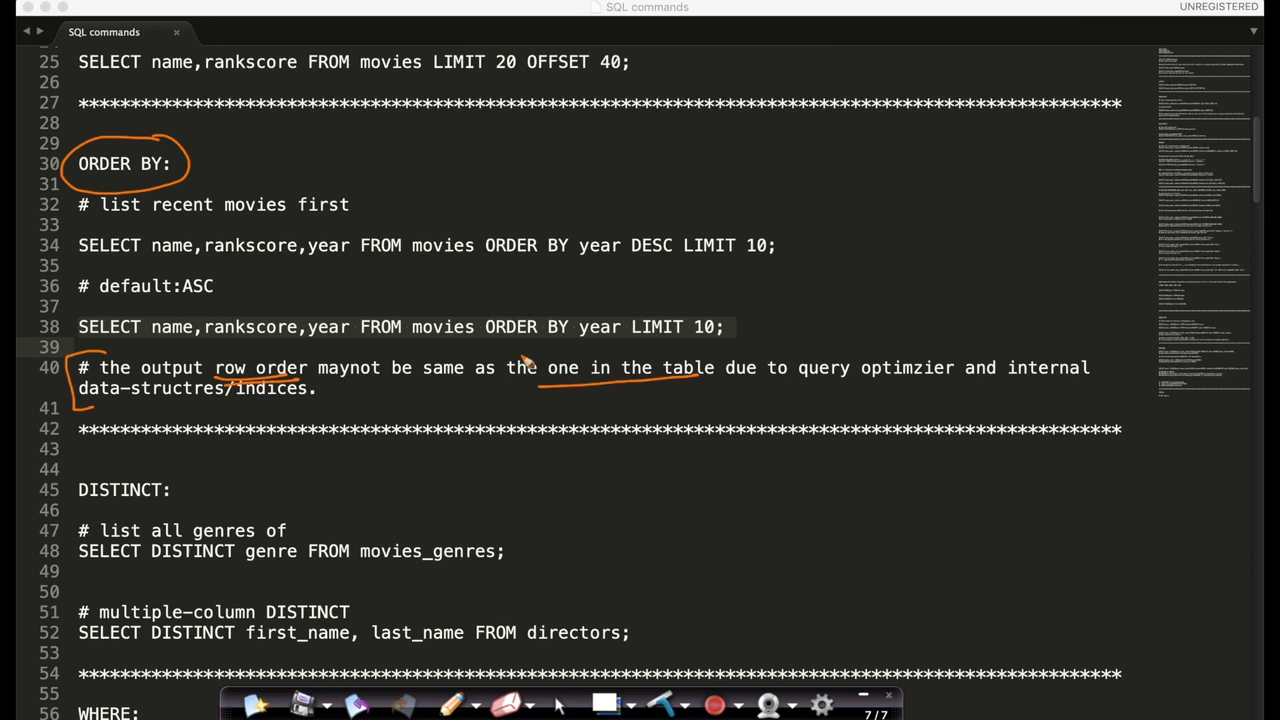 SQL commands
UNREGISTERED
SQL commands
25 SELECT name,rankscore FROM movies LIMIT 20 OFFSET 40;
26
27 ****************************************************************************************************
28
29
30 ORDER BY:
31
32 # list recent movies first
33
34 SELECT name,rankscore,year FROM movies ORDER BY year DESC LIMIT 10;
35
36 # default:ASC
37
38 SELECT name,rankscore,year FROM movies ORDER BY year LIMIT 10;
39
40 # the output row order maynot be same as the one in the table due to query optimzier and internal
data-structres/indices.
41
42 ****************************************************************************************************
43
44
45 DISTINCT:
46
47 # list all genres of
48 SELECT DISTINCT genre FROM movies_genres;
49
50
51 # multiple-column DISTINCT
52 SELECT DISTINCT first_name, last_name FROM directors;
53
54 ****************************************************************************************************
55
56 WHERE:
7/7